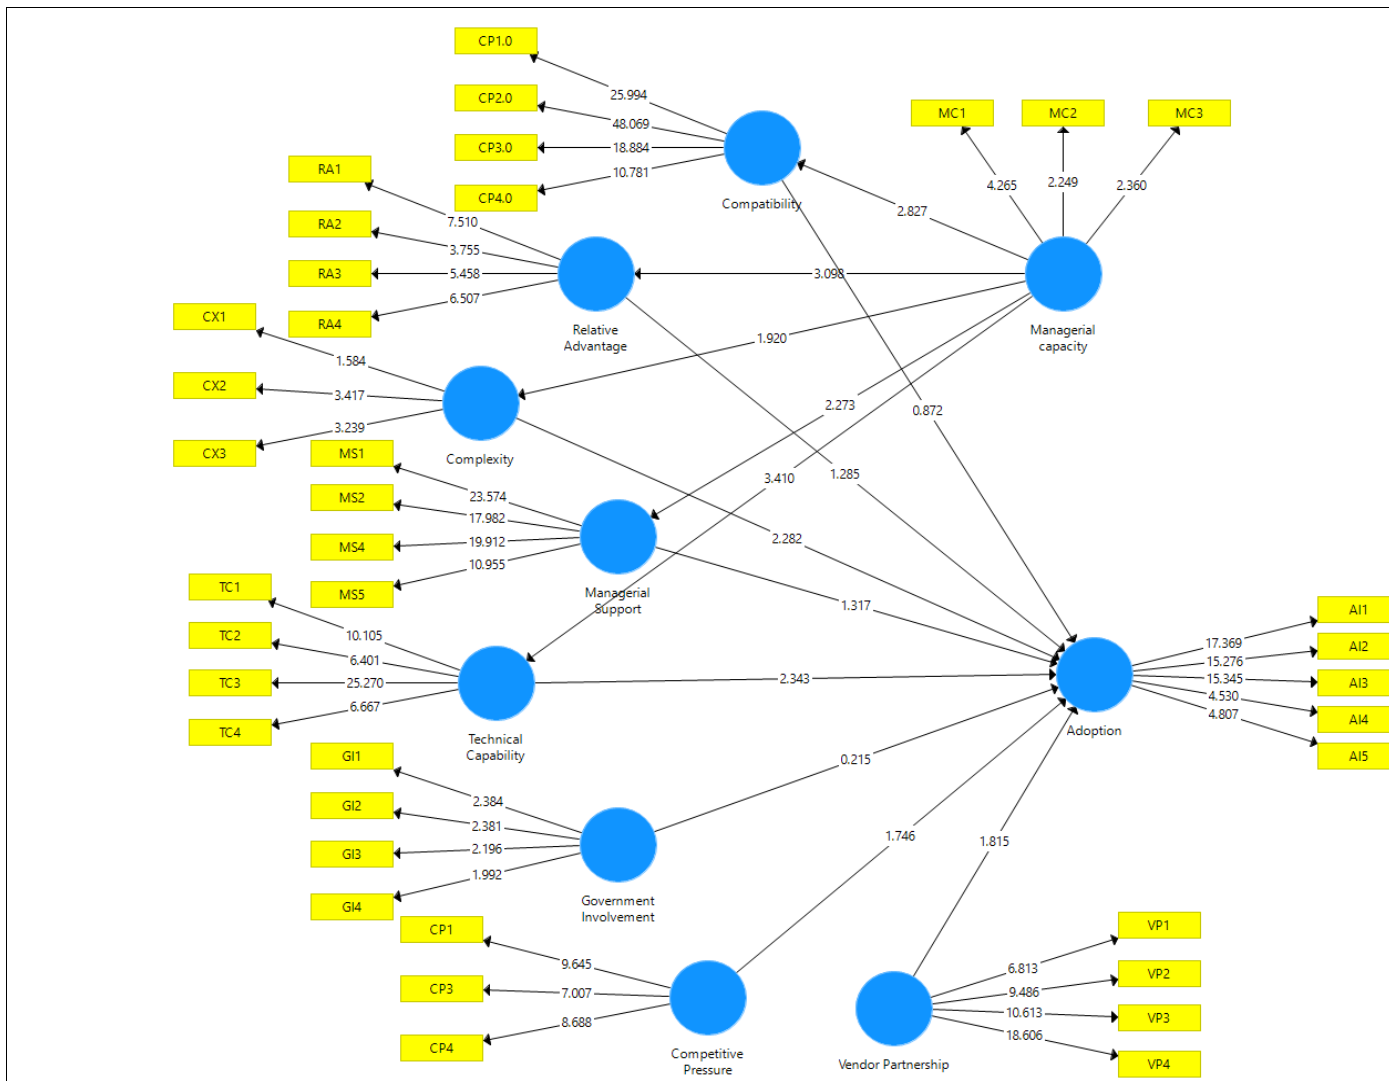 CP1.0
25.994
CP2.0
48.069
CP3.0
18.884
CP4.0
10.781
Compatibility
MC1
MC2
MC3
4.265
2.249
2.360
Managerial
capacity
2.827
3.098
1.920
2.273
3.410
RA1
7.510
RA2
3.755
RA3
5.458
RA4
6.507
Relative
Advantage
CX1
1.584
CX2
3.417
CX3
3.239
Complexity
0.872
1.285
2.282
1.317
2.343
0.215
1.746
1.815
MS1
23.574
MS2
17.982
MS4
19.912
MS5
10.955
Managerial
Support
TC1
10.105
TC2
6.401
TC3
25.270
TC4
6.667
Technical
Capability
AI1
17.369
AI2
15.276
AI3
15.345
AI4
4.530
AI5
4.807
Adoption
GI1
2.384
GI2
2.381
GI3
2.196
GI4
1.992
Government
Involvement
CP1
9.645
CP3
7.007
CP4
8.688
Competitive
Pressure
VP1
6.813
VP2
9.486
VP3
10.613
VP4
18.606
Vendor Partnership